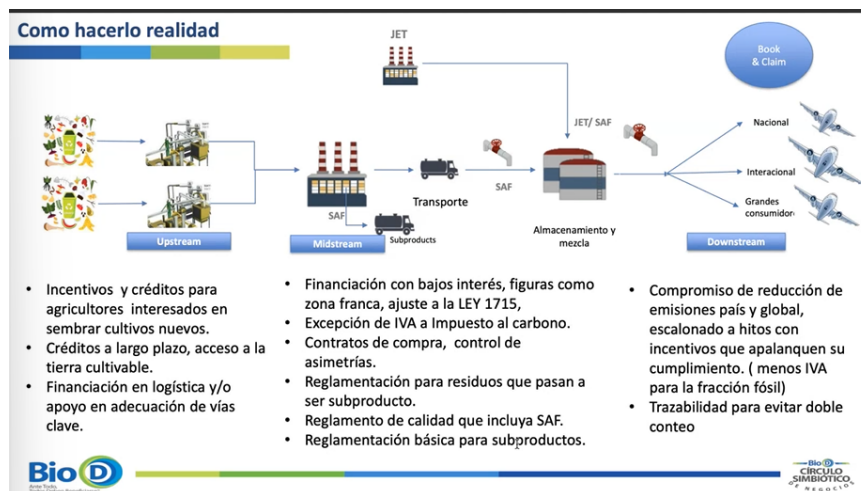 Como hacerlo realidad
JET
Book
& Claim
JET/ SAF
Nacional
SAF
Interacional
Transporte
SAF
Grandes
consumidor
Subproducts
Almacenamiento y
mezcla
Upstream
Midstream
Downstream
• Incentivos y créditos para
agricultores interesados en
sembrar cultivos nuevos.
• Créditos a largo plazo, acceso a la
tierra cultivable.
• Financiación en logística y/o
apoyo en adecuación de vías
clave.
• Financiación con bajos interés, figuras como
zona franca, ajuste a la LEY 1715,
• Excepción de IVA a Impuesto al carbono.
• Contratos de compra, control de
asimetrías.
• Reglamentación para residuos que pasan a
ser subproducto.
• Reglamento de calidad que incluya SAF.
• Reglamentación básica para subproductos.
• Compromiso de reducción de
emisiones país y global,
escalonado a hitos con
incentivos que apalanquen su
cumplimiento. ( menos IVA
para la fracción fósil)
• Trazabilidad para evitar doble
conteo
BioD
Ante Todo,
BioD
CÍRCULO
SIMBIÓTICO
DE NEGOCIOS